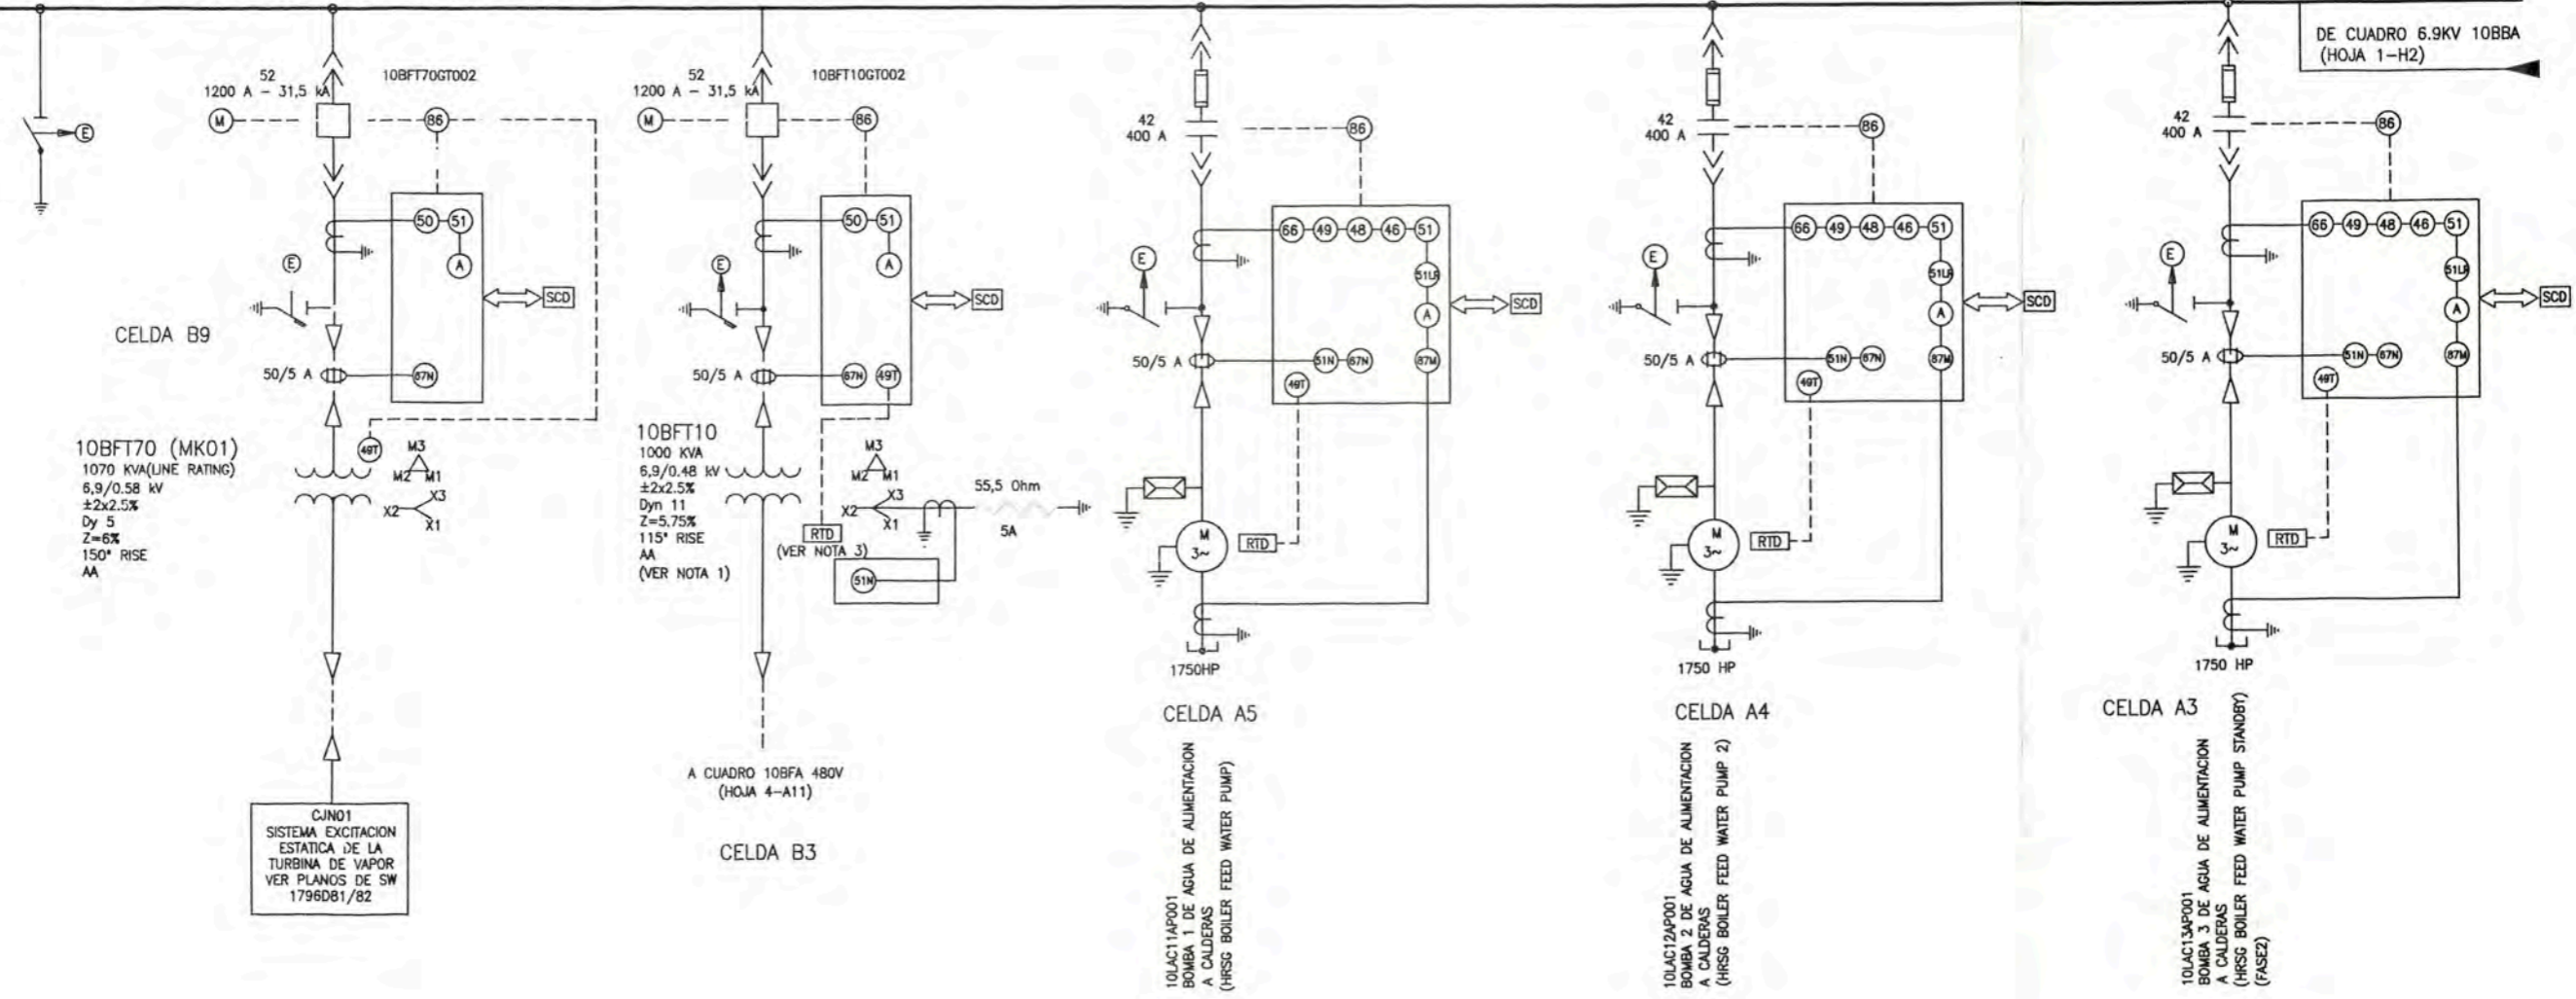 DE CUADRO 6.9KV 10BBA
(HOJA 1-H2)
52
1200 A - 31,5 kA
10BFT70GT002
M
86
E
50
51
A
E
SCD
CELDA B9
50/5 A
67N
10BFT70 (MK01)
1070 KVA(LINE RATING)
6,9/0.58 kV
±2x2.5%
Dy 5
Z=6%
150° RISE
AA
49T
M3
M2
M1
X3
X2
X1
CJN01
SISTEMA EXCITACION
ESTATICA DE LA
TURBINA DE VAPOR
VER PLANOS DE SW
1796D81/82
52
1200 A - 31,5 kA
10BFT10GT002
M
86
50
51
A
E
SCD
50/5 A
67N
49T
10BFT10
1000 KVA
6,9/0.48 kV
±2x2.5%
Dyn 11
Z=5.75%
115° RISE
AA
(VER NOTA 1)
M3
M2
M1
X3
X2
X1
55,5 Ohm
5A
RTD
(VER NOTA 3)
51N
A CUADRO 10BFA 480V
(HOJA 4-A11)
CELDA B3
42
400 A
86
66
49
48
46
51
51LR
A
E
SCD
50/5 A
51N
67N
87M
49T
M
3~
RTD
1750HP
CELDA A5
10LAC11AP001
BOMBA 1 DE AGUA DE ALIMENTACION
A CALDERAS
(HRSG BOILER FEED WATER PUMP)
42
400 A
86
66
49
48
46
51
51LR
A
E
SCD
50/5 A
51N
67N
87M
49T
M
3~
RTD
1750 HP
CELDA A4
10LAC12AP001
BOMBA 2 DE AGUA DE ALIMENTACION
A CALDERAS
(HRSG BOILER FEED WATER PUMP 2)
42
400 A
86
66
49
48
46
51
51LR
A
E
SCD
50/5 A
51N
67N
87M
49T
M
3~
RTD
1750 HP
CELDA A3
10LAC13AP001
BOMBA 3 DE AGUA DE ALIMENTACION
A CALDERAS
(HRSG BOILER FEED WATER PUMP STANDBY)
(FASE2)